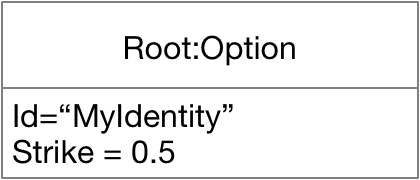 Root:Option
Id=“MyIdentity”
Strike = 0.5